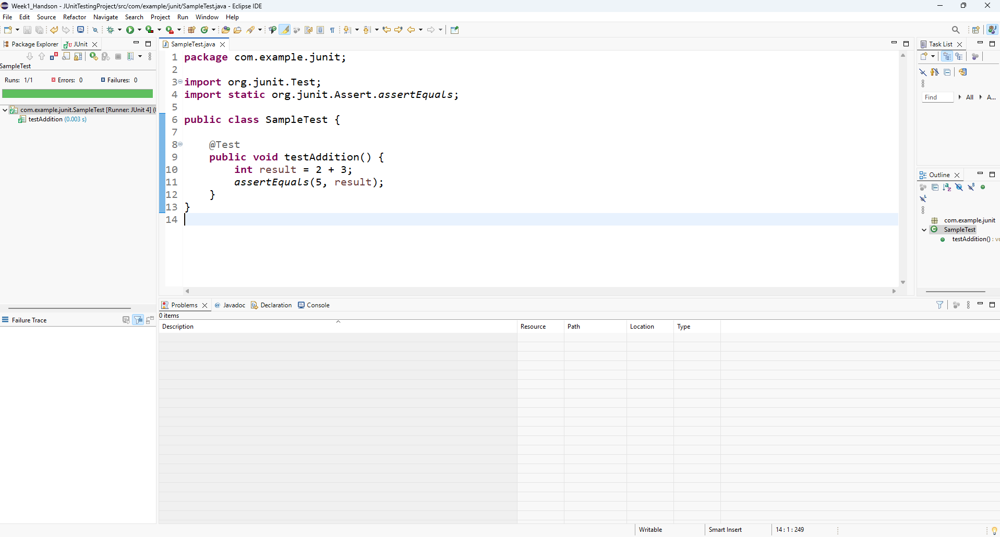 Week1_Handson - JUnitTestingProject/src/com/example/junit/SampleTest.java - Eclipse IDE
File Edit Source Refactor Navigate Search Project Run Window Help
Package Explorer JUnit
SampleTest
Runs: 1/1 Errors: 0 Failures: 0
com.example.junit.SampleTest [Runner: JUnit 4] (
testAddition (0.003 s)
Failure Trace
SampleTest.java
1 package com.example.junit;
2
3 import org.junit.Test;
4 import static org.junit.Assert.assertEquals;
5
6 public class SampleTest {
7
8 @Test
9 public void testAddition() {
10 int result = 2 + 3;
11 assertEquals(5, result);
12 }
13 }
14
Task List
Find All A...
Outline
com.example.junit
SampleTest
testAddition() : vo
Problems @ Javadoc Declaration Console
0 items
Description Resource Path Location Type
Writable Smart Insert 14 : 1 : 249